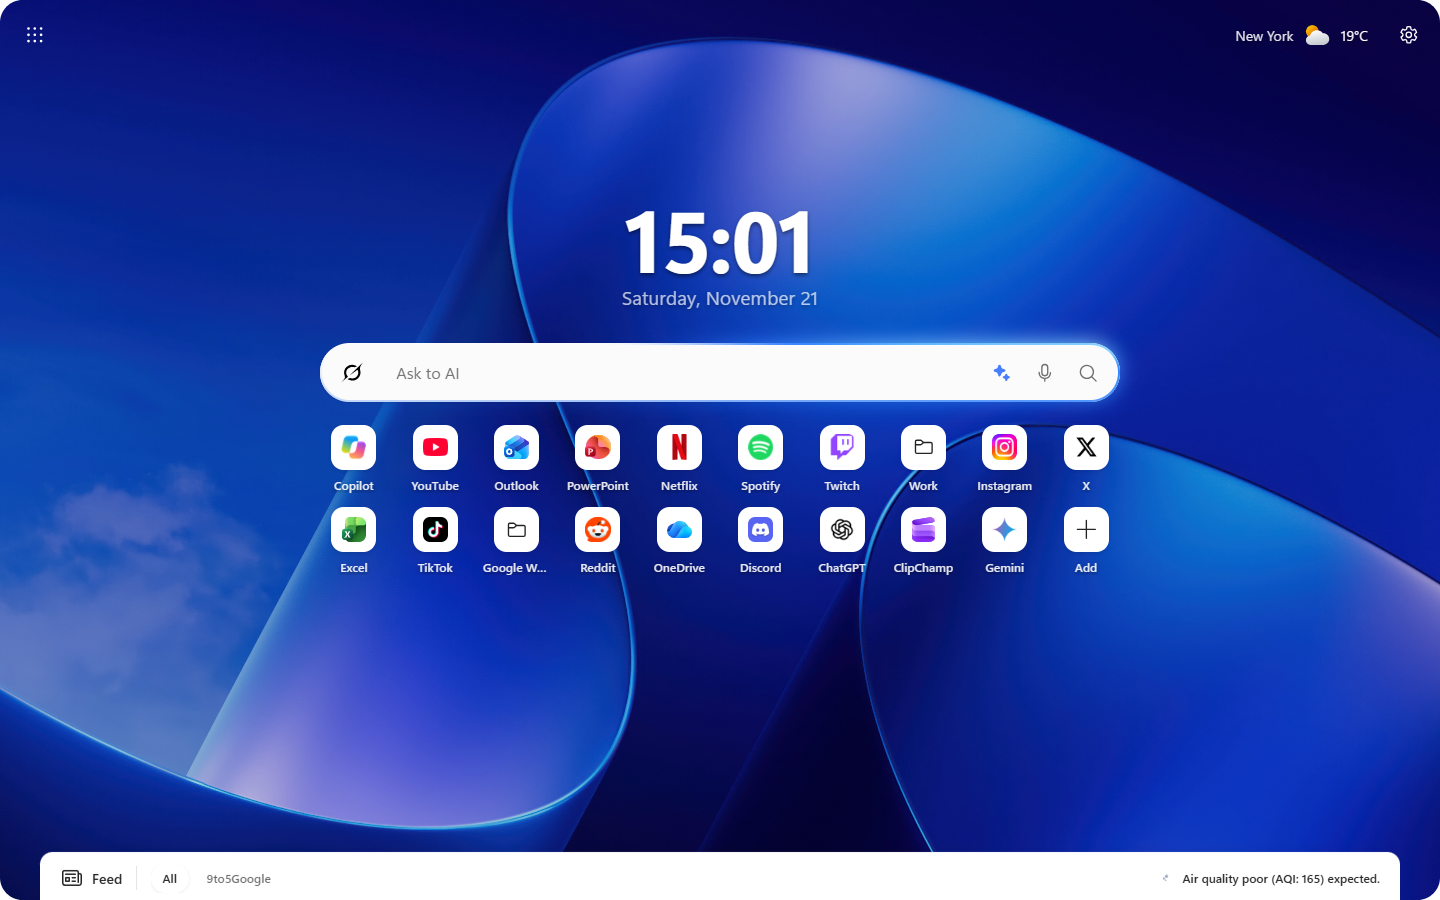 New York 19°C
15:01
Saturday, November 21
Ask to AI
Copilot YouTube Outlook PowerPoint Netflix Spotify Twitch Work Instagram X
Excel TikTok Google W... Reddit OneDrive Discord ChatGPT ClipChamp Gemini Add
Feed All 9to5Google Air quality poor (AQI: 165) expected.